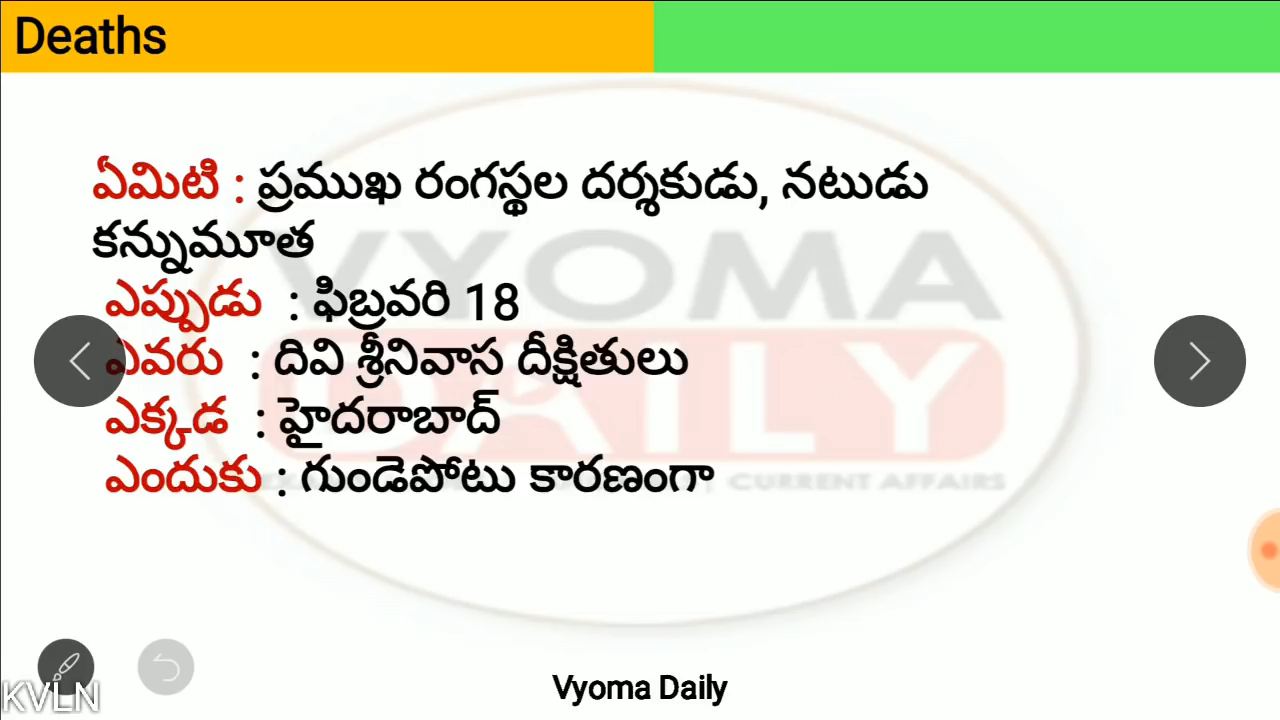 Deaths
ఏమిటి : ప్రముఖ రంగస్థల దర్శకుడు, నటుడు
కన్నుమూత
ఎప్పుడు : ఫిబ్రవరి 18
ఎవరు : దివి శ్రీనివాస దీక్షితులు
ఎక్కడ : హైదరాబాద్
ఎందుకు : గుండెపోటు కారణంగా
VYOMA
DAILY
CURRENT AFFAIRS
Vyoma Daily
KVLN